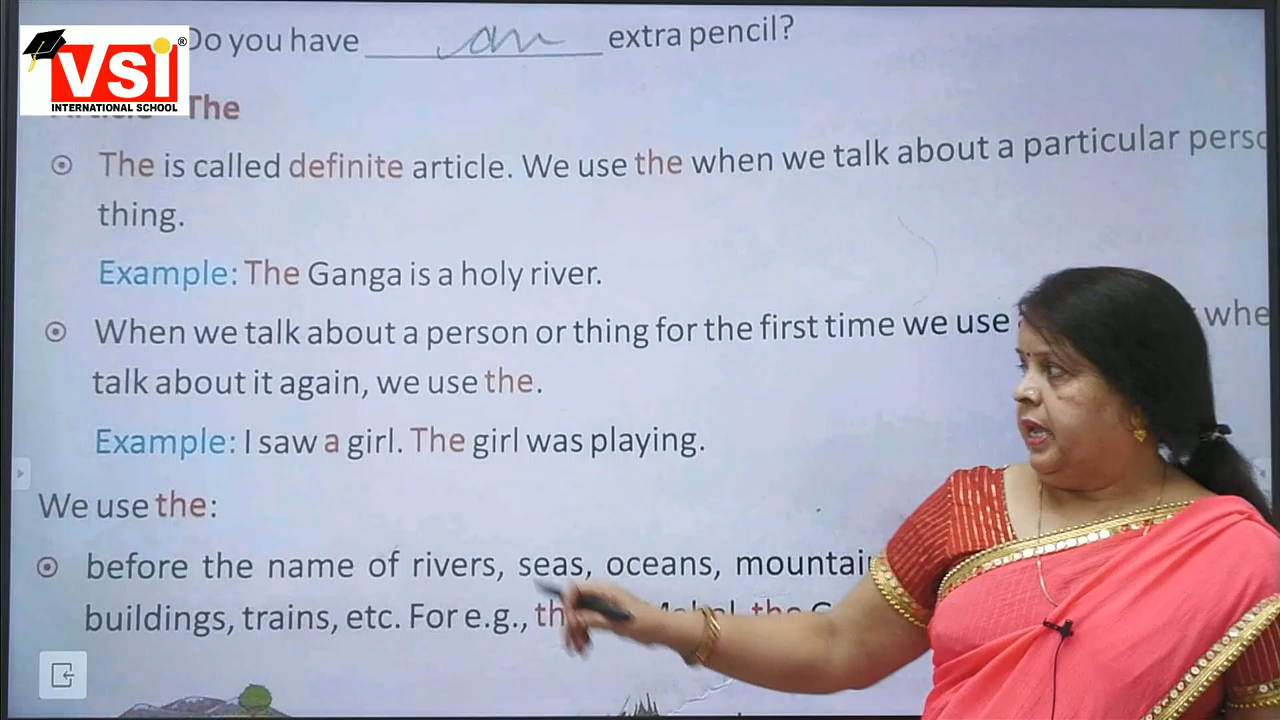 Do you have an extra pencil?
VSI
®
INTERNATIONAL SCHOOL
The
The is called definite article. We use the when we talk about a particular
thing.
Example: The Ganga is a holy river.
When we talk about a person or thing for the first time we use
talk about it again, we use the.
Example: I saw a girl. The girl was playing.
We use the:
before the name of rivers, seas, oceans,
buildings, trains, etc. For e.g.,